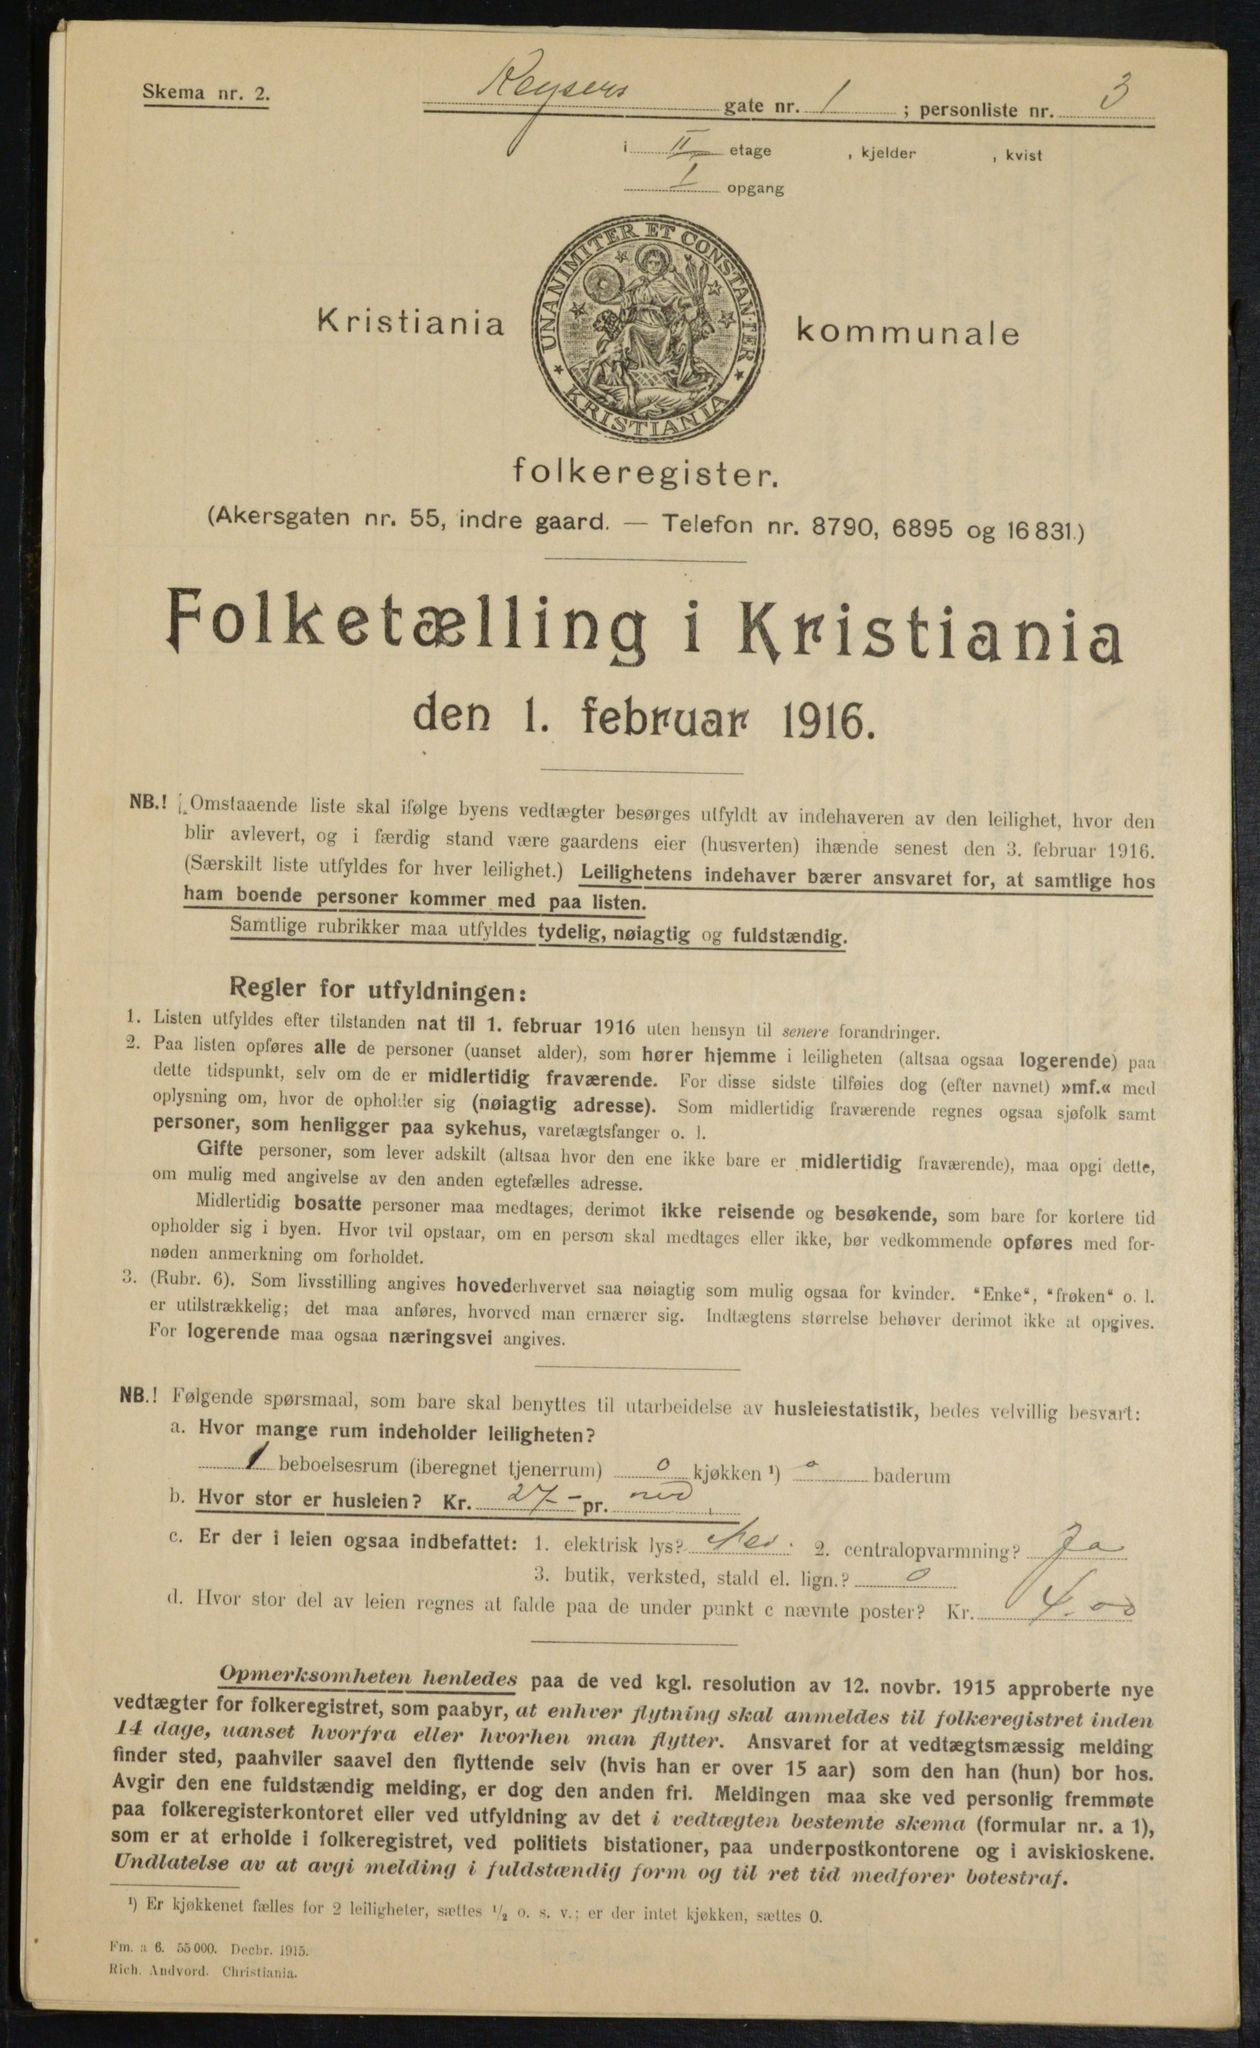 Skema nr. 2.
Keysers gate nr. 1 ; personliste nr. 3
i II etage , kjelder , kvist
I opgang
UNANIMITER ET CONSTANTER
KRISTIANIA
Kristiania kommunale
folkeregister.
(Akersgaten nr. 55, indre gaard. — Telefon nr. 8790, 6895 og 16831.)
Folketælling i Kristiania
den 1. februar 1916.
NB.! Omstaaende liste skal ifølge byens vedtægter besørges utfyldt av indehaveren av den leilighet, hvor den
blir avlevert, og i færdig stand være gaardens eier (husverten) ihænde senest den 3. februar 1916.
(Særskilt liste utfyldes for hver leilighet.) Leilighetens indehaver bærer ansvaret for, at samtlige hos
ham boende personer kommer med paa listen.
Samtlige rubrikker maa utfyldes tydelig, nøiagtig og fuldstændig.
Regler for utfyldningen:
1. Listen utfyldes efter tilstanden nat til 1. februar 1916 uten hensyn til senere forandringer.
2. Paa listen opføres alle de personer (uanset alder), som hører hjemme i leiligheten (altsaa ogsaa logerende) paa
dette tidspunkt, selv om de er midlertidig fraværende. For disse sidste tilføies dog (efter navnet) »mf.« med
oplysning om, hvor de opholder sig (nøiagtig adresse). Som midlertidig fraværende regnes ogsaa sjøfolk samt
personer, som henligger paa sykehus, varetægtsfanger o. l.
Gifte personer, som lever adskilt (altsaa hvor den ene ikke bare er midlertidig fraværende), maa opgi dette,
om mulig med angivelse av den anden egtefælles adresse.
Midlertidig bosatte personer maa medtages, derimot ikke reisende og besøkende, som bare for kortere tid
opholder sig i byen. Hvor tvil opstaar, om en person skal medtages eller ikke, bør vedkommende opføres med for-
nøden anmerkning om forholdet.
3. (Rubr. 6). Som livsstilling angives hovederhvervet saa nøiagtig som mulig ogsaa for kvinder. "Enke", "frøken" o. l.
er utilstrækkelig; det maa anføres, hvorved man ernærer sig. Indtægtens størrelse behøver derimot ikke at opgives.
For logerende maa ogsaa næringsvei angives.
NB.! Følgende spørsmaal, som bare skal benyttes til utarbeidelse av husleiestatistik, bedes velvillig besvart:
a. Hvor mange rum indeholder leiligheten?
1 beboelsesrum (iberegnet tjenerrum) 0 kjøkken ¹) 0 baderum
b. Hvor stor er husleien? Kr. 27- pr.
c. Er der i leien ogsaa indbefattet: 1. elektrisk lys? Nei. 2. centralopvarmning? Ja
3. butik, verksted, stald el. lign.? 0
d. Hvor stor del av leien regnes at falde paa de under punkt c nævnte poster? Kr. 4.00
Opmerksomheten henledes paa de ved kgl. resolution av 12. novbr. 1915 approberte nye
vedtægter for folkeregistret, som paabyr, at enhver flytning skal anmeldes til folkeregistret inden
14 dage, uanset hvorfra eller hvorhen man flytter. Ansvaret for at vedtægtsmæssig melding
finder sted, paahviler saavel den flyttende selv (hvis han er over 15 aar) som den han (hun) bor hos.
Avgir den ene fuldstændig melding, er dog den anden fri. Meldingen maa ske ved personlig fremmøte
paa folkeregisterkontoret eller ved utfyldning av det i vedtægten bestemte skema (formular nr. a 1),
som er at erholde i folkeregistret, ved politiets bistationer, paa underpostkontorene og i aviskioskene.
Undlatelse av at avgi melding i fuldstændig form og til ret tid medfører botestraf.
¹) Er kjøkkenet fælles for 2 leiligheter, sættes ½ o. s. v.; er der intet kjøkken, sættes 0.
Fm. a 6. 55000. Decbr. 1915.
Rich. Andvord. Christiania.